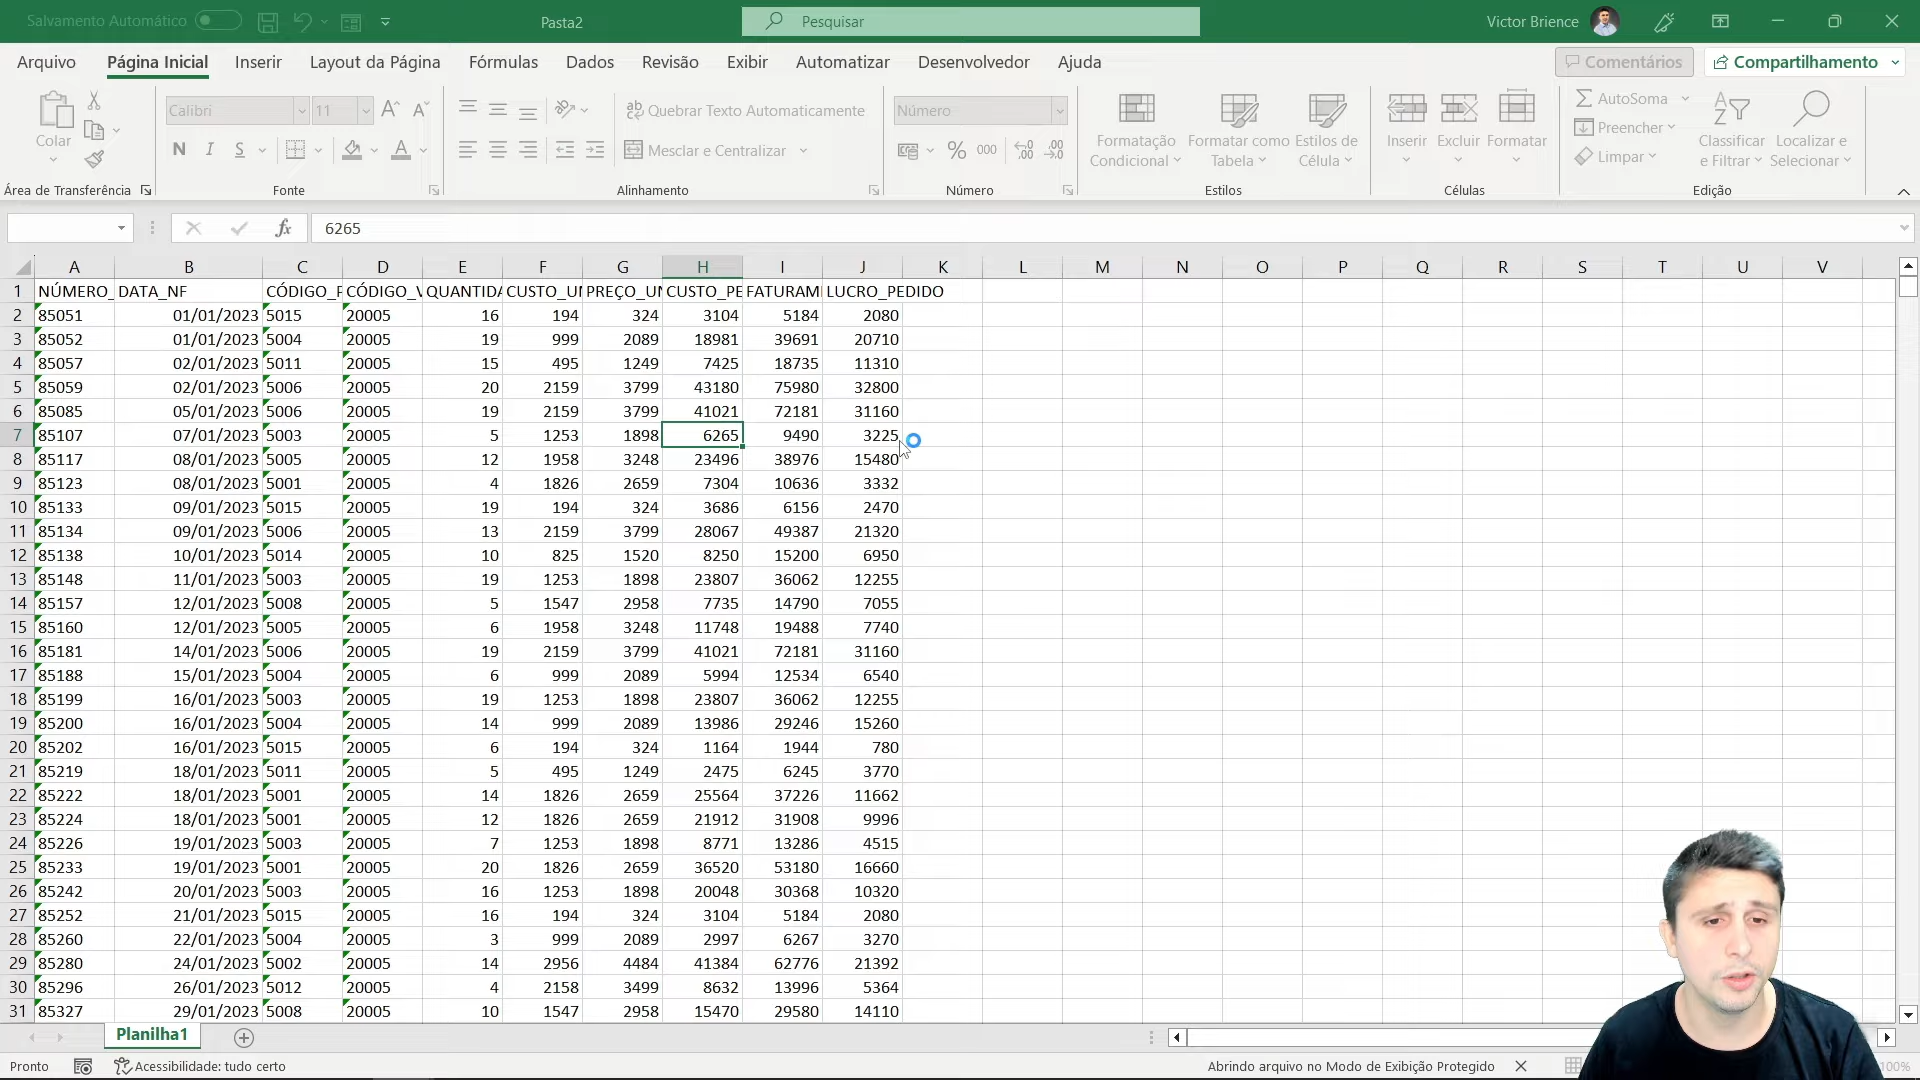 Salvamento Automático
Pasta2
Pesquisar
Victor Brience
Arquivo Página Inicial Inserir Layout da Página Fórmulas Dados Revisão Exibir Automatizar Desenvolvedor Ajuda Comentários Compartilhamento
Colar
Área de Transferência
Calibri 11
N I S
Fonte
ab Quebrar Texto Automaticamente
Mesclar e Centralizar
Alinhamento
Número
% 000
Número
Formatação Condicional
Formatar como Tabela
Estilos de Célula
Estilos
Inserir Excluir Formatar
Células
AutoSoma
Preencher
Limpar
Classificar e Filtrar
Localizar e Selecionar
Edição
fx 6265
A B C D E F G H I J K L M N O P Q R S T U V
1 NÚMERO_ DATA_NF CÓDIGO_P CÓDIGO_V QUANTIDA CUSTO_UN PREÇO_UN CUSTO_PE FATURAM LUCRO_PEDIDO
2 85051 01/01/2023 5015 20005 16 194 324 3104 5184 2080
3 85052 01/01/2023 5004 20005 19 999 2089 18981 39691 20710
4 85057 02/01/2023 5011 20005 15 495 1249 7425 18735 11310
5 85059 02/01/2023 5006 20005 20 2159 3799 43180 75980 32800
6 85085 05/01/2023 5006 20005 19 2159 3799 41021 72181 31160
7 85107 07/01/2023 5003 20005 5 1253 1898 6265 9490 3225
8 85117 08/01/2023 5005 20005 12 1958 3248 23496 38976 15480
9 85123 08/01/2023 5001 20005 4 1826 2659 7304 10636 3332
10 85133 09/01/2023 5015 20005 19 194 324 3686 6156 2470
11 85134 09/01/2023 5006 20005 13 2159 3799 28067 49387 21320
12 85138 10/01/2023 5014 20005 10 825 1520 8250 15200 6950
13 85148 11/01/2023 5003 20005 19 1253 1898 23807 36062 12255
14 85157 12/01/2023 5008 20005 5 1547 2958 7735 14790 7055
15 85160 12/01/2023 5005 20005 6 1958 3248 11748 19488 7740
16 85181 14/01/2023 5006 20005 19 2159 3799 41021 72181 31160
17 85188 15/01/2023 5004 20005 6 999 2089 5994 12534 6540
18 85199 16/01/2023 5003 20005 19 1253 1898 23807 36062 12255
19 85200 16/01/2023 5004 20005 14 999 2089 13986 29246 15260
20 85202 16/01/2023 5015 20005 6 194 324 1164 1944 780
21 85219 18/01/2023 5011 20005 5 495 1249 2475 6245 3770
22 85222 18/01/2023 5001 20005 14 1826 2659 25564 37226 11662
23 85224 18/01/2023 5001 20005 12 1826 2659 21912 31908 9996
24 85226 19/01/2023 5003 20005 7 1253 1898 8771 13286 4515
25 85233 19/01/2023 5001 20005 20 1826 2659 36520 53180 16660
26 85242 20/01/2023 5003 20005 16 1253 1898 20048 30368 10320
27 85252 21/01/2023 5015 20005 16 194 324 3104 5184 2080
28 85260 22/01/2023 5004 20005 3 999 2089 2997 6267 3270
29 85280 24/01/2023 5002 20005 14 2956 4484 41384 62776 21392
30 85296 26/01/2023 5012 20005 4 2158 3499 8632 13996 5364
31 85327 29/01/2023 5008 20005 10 1547 2958 15470 29580 14110
Planilha1
Pronto
Acessibilidade: tudo certo
Abrindo arquivo no Modo de Exibição Protegido
100%